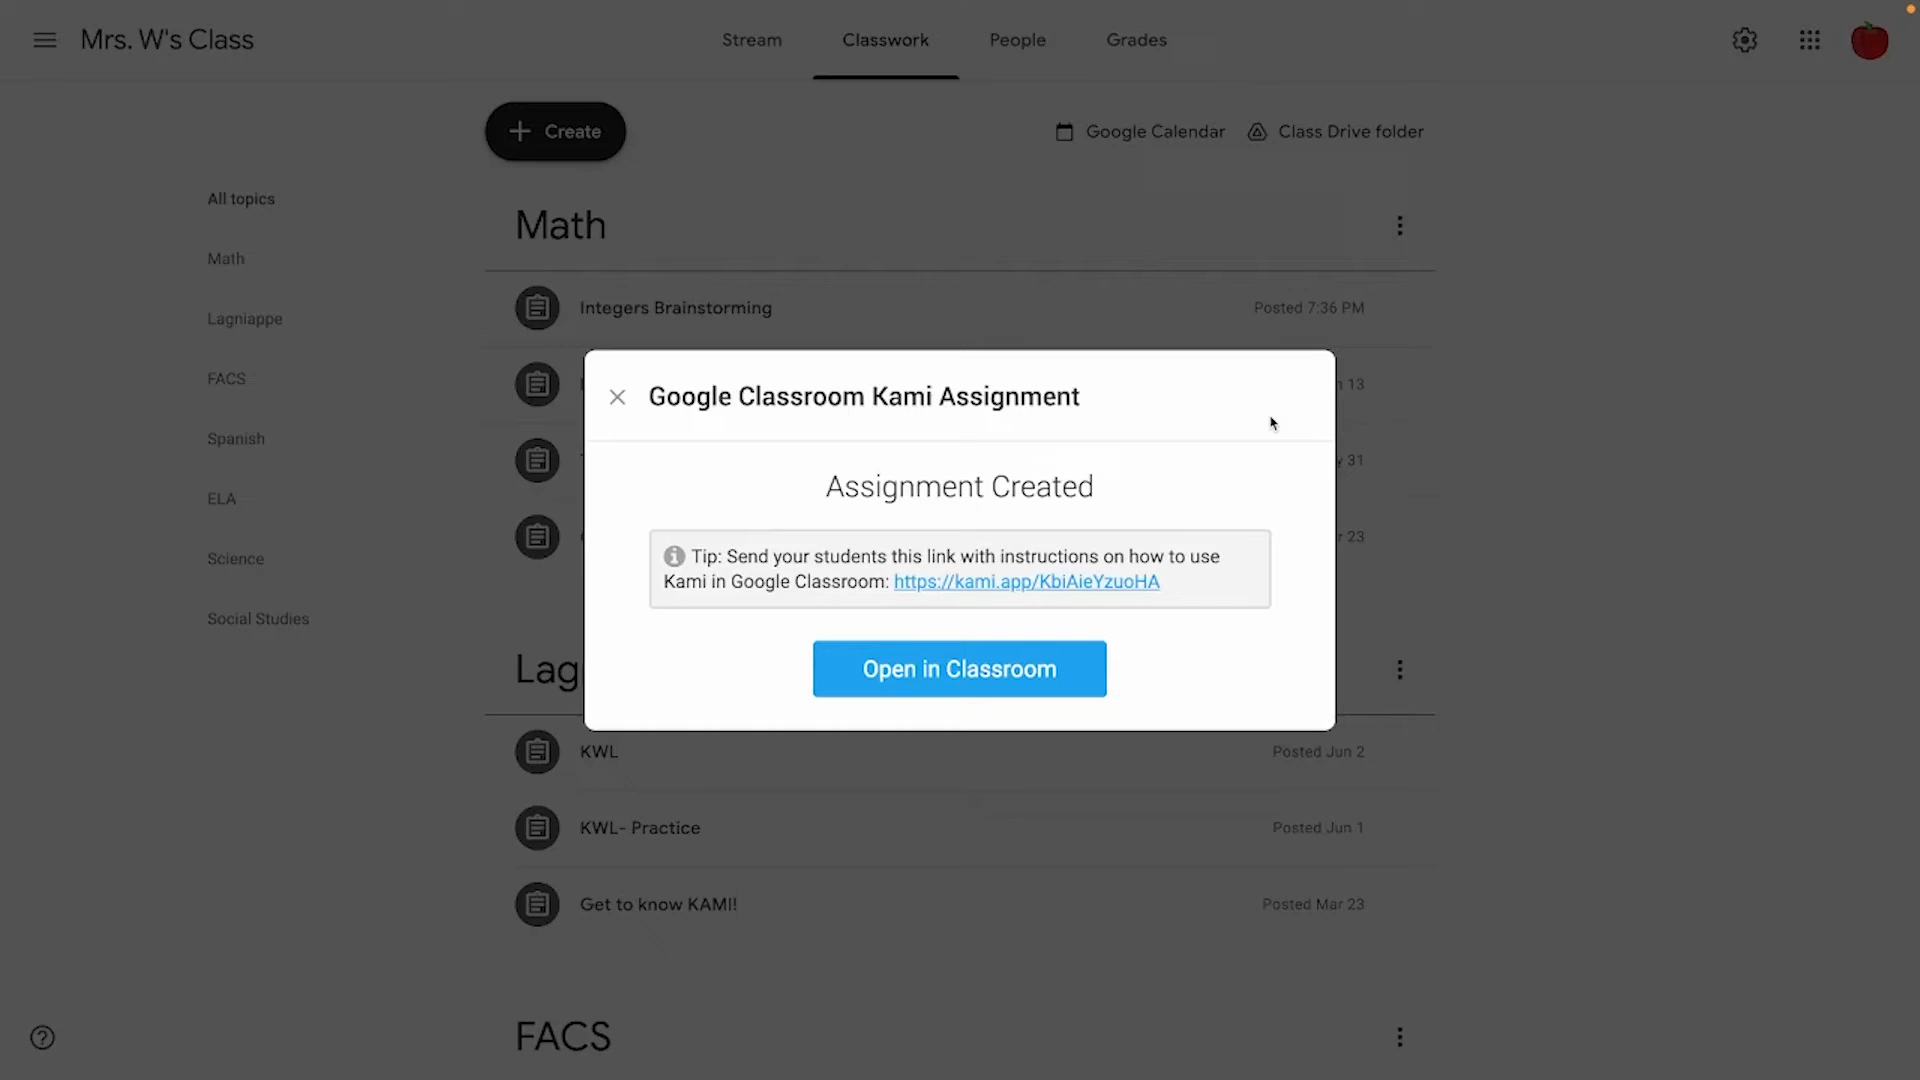 Mrs. W's Class
Stream
Classwork
People
Grades
Create
Google Calendar
Class Drive folder
All topics
Math
Lagniappe
FACS
Spanish
ELA
Science
Social Studies
Math
Integers Brainstorming
Posted 7:36 PM
13
31
23
Google Classroom Kami Assignment
Assignment Created
Tip: Send your students this link with instructions on how to use
Kami in Google Classroom: https://kami.app/KbiAieYzuoHA
Open in Classroom
Lag
KWL
Posted Jun 2
KWL- Practice
Posted Jun 1
Get to know KAMI!
Posted Mar 23
FACS